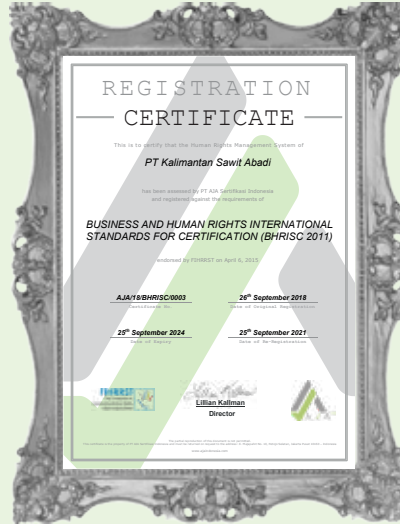 REGISTRATION
CERTIFICATE
This is to certify that the Human Rights Management System of
PT Kalimantan Sawit Abadi
has been assessed by PT AJA Sertifikasi Indonesia
and registered against the requirements of
BUSINESS AND HUMAN RIGHTS INTERNATIONAL
STANDARDS FOR CERTIFICATION (BHRISC 2011)
endorsed by FIHRRST on April 6, 2015
AJA/18/BHRISC/0003 26th September 2018
Certificate No. Date of Original Registration
25th September 2024 25th September 2021
Date of Expiry Date of Re-Registration
FIHRRST
Lillian Kallman
Director